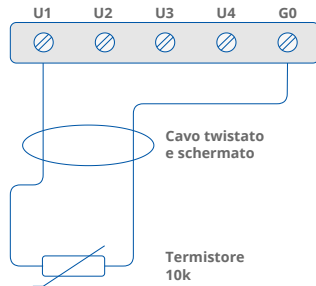 U1 U2 U3 U4 G0
Cavo twistato
e schermato
Termistore
10k